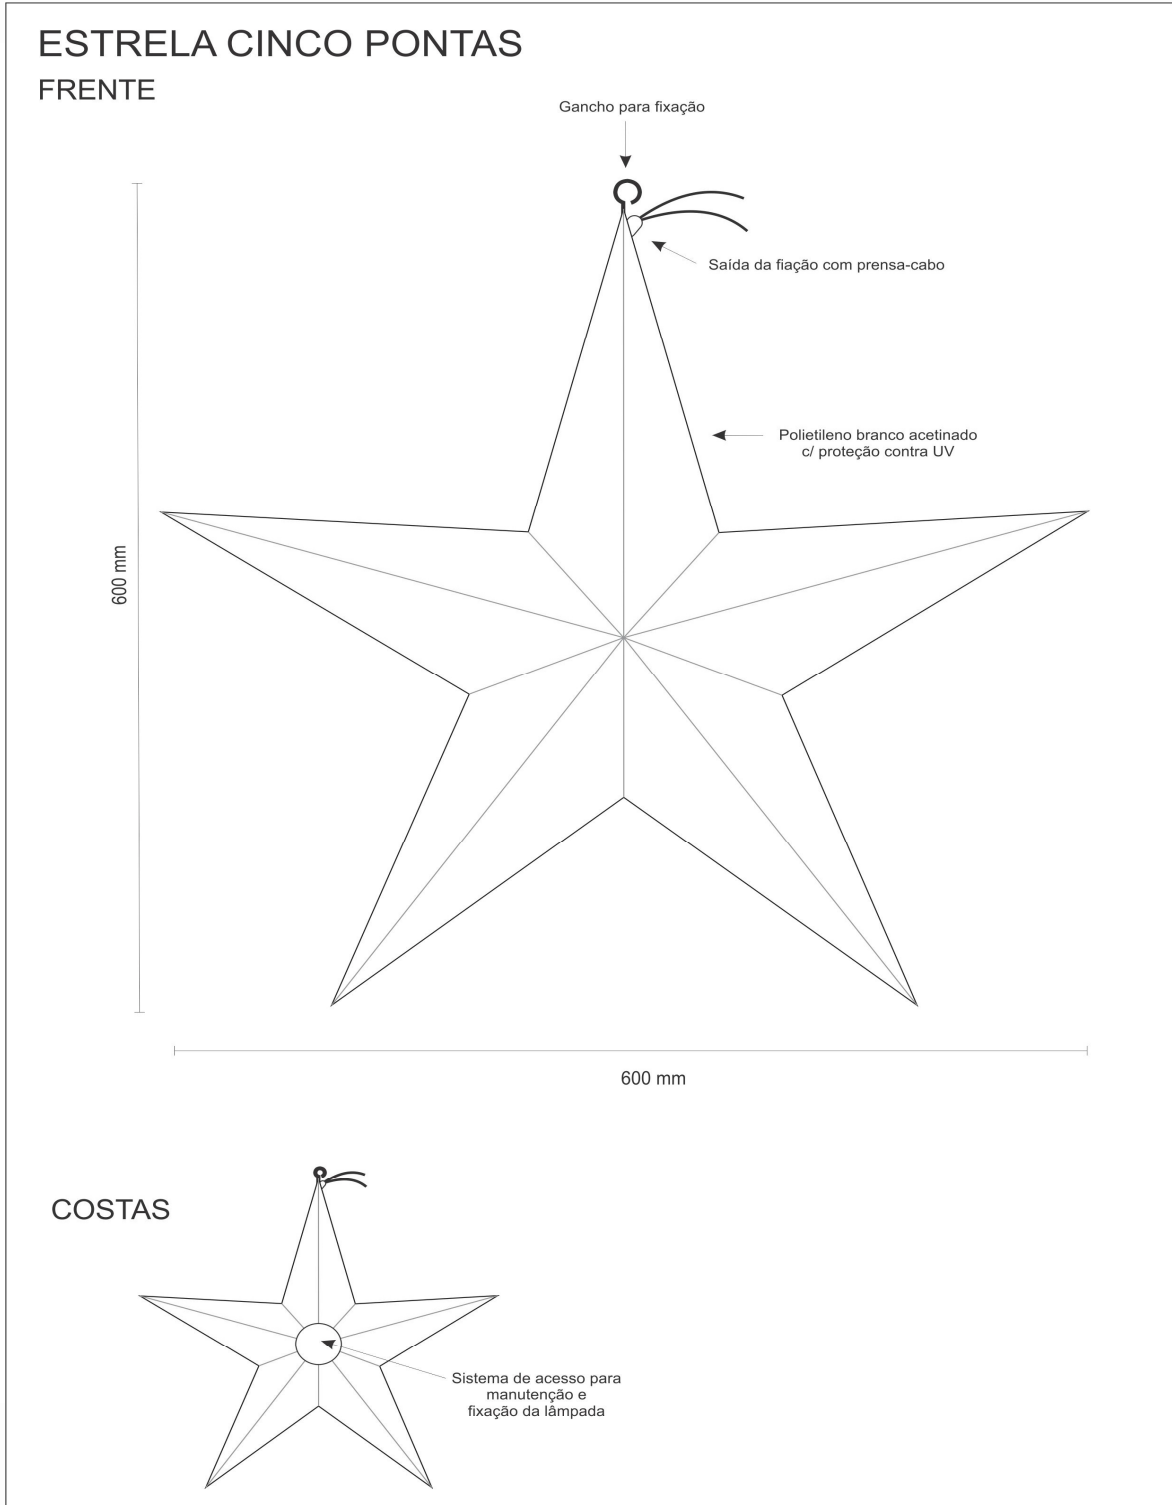 ESTRELA CINCO PONTAS
FRENTE
Gancho para fixação
Saída da fiação com prensa-cabo
Polietileno branco acetinado
c/ proteção contra UV
600 mm
600 mm
COSTAS
Sistema de acesso para
manutenção e
fixação da lâmpada